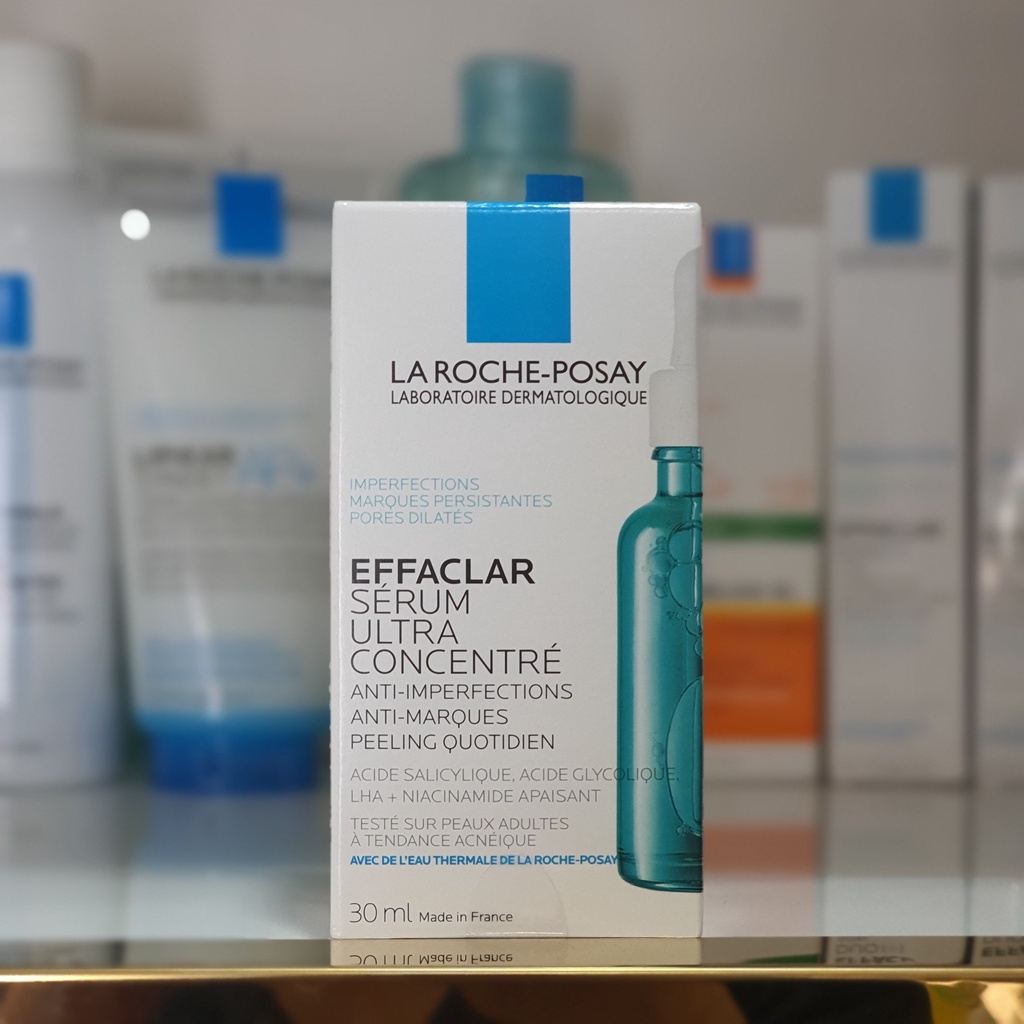 LA ROCHE-POSAY
LABORATOIRE DERMATOLOGIQUE
IMPERFECTIONS
MARQUES PERSISTANTES
PORES DILATÉS
EFFACLAR
SÉRUM
ULTRA
CONCENTRÉ
ANTI-IMPERFECTIONS
ANTI-MARQUES
PEELING QUOTIDIEN
ACIDE SALICYLIQUE, ACIDE GLYCOLIQUE,
LHA + NIACINAMIDE APAISANT
TESTÉ SUR PEAUX ADULTES
À TENDANCE ACNÉIQUE
AVEC DE L'EAU THERMALE DE LA ROCHE-POSAY
30 ml Made in France